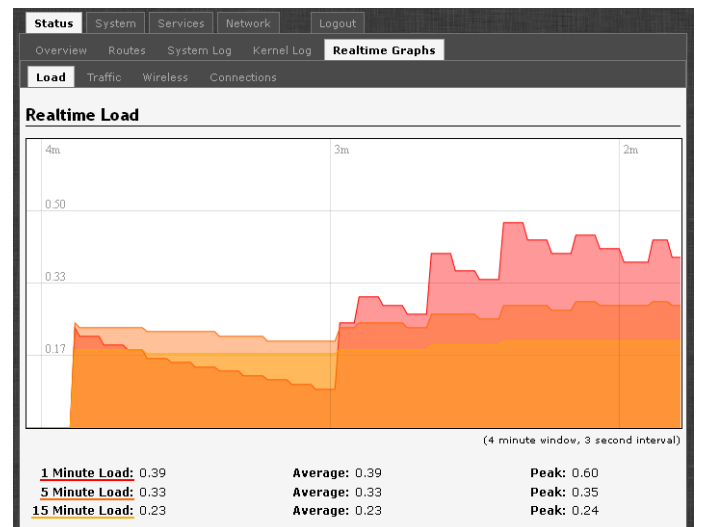 Status System Services Network Logout
Overview Routes System Log Kernel Log Realtime Graphs
Load Traffic Wireless Connections
Realtime Load
4m 3m 2m
0.50
0.33
0.17
(4 minute window, 3 second interval)
1 Minute Load: 0.39 Average: 0.39 Peak: 0.60
5 Minute Load: 0.33 Average: 0.33 Peak: 0.35
15 Minute Load: 0.23 Average: 0.23 Peak: 0.24